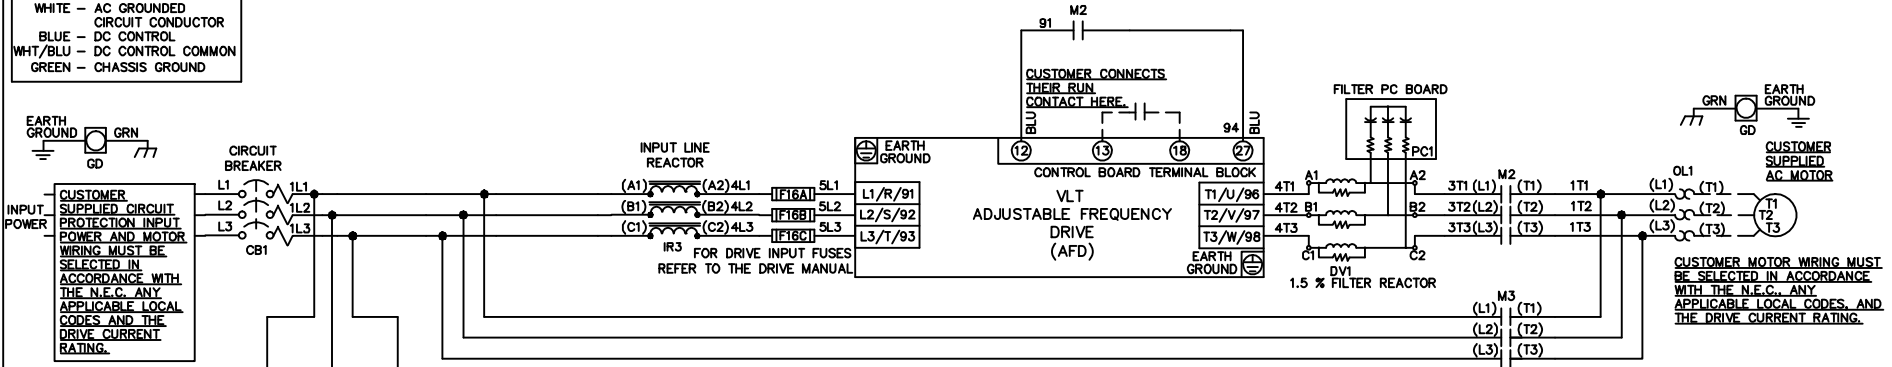 WHITE – AC GROUNDED
CIRCUIT CONDUCTOR
BLUE – DC CONTROL
WHT/BLU – DC CONTROL COMMON
GREEN – CHASSIS GROUND
EARTH
GROUND
GRN
GD
INPUT
POWER
CUSTOMER
SUPPLIED CIRCUIT
PROTECTION INPUT
POWER AND MOTOR
WIRING MUST BE
SELECTED IN
ACCORDANCE WITH
THE N.E.C. ANY
APPLICABLE LOCAL
CODES AND THE
DRIVE CURRENT
RATING.
CIRCUIT
BREAKER
L1 1L1
L2 1L2
L3 1L3
CB1
INPUT LINE
REACTOR
(A1) (A2) 4L1 F16A 5L1
(B1) (B2) 4L2 F16B 5L2
(C1) (C2) 4L3 F16C 5L3
IR3
FOR DRIVE INPUT FUSES
REFER TO THE DRIVE MANUAL
91 M2
CUSTOMER CONNECTS
THEIR RUN
CONTACT HERE.
BLU
94 BLU
12 13 18 27
CONTROL BOARD TERMINAL BLOCK
EARTH
GROUND
L1/R/91
L2/S/92
L3/T/93
VLT
ADJUSTABLE FREQUENCY
DRIVE
(AFD)
T1/U/96
T2/V/97
T3/W/98
EARTH
GROUND
FILTER PC BOARD
PC1
4T1 A1 A2
4T2 B1 B2
4T3 C1 C2
DV1
1.5 % FILTER REACTOR
M2
3T1 (L1) (T1) 1T1
3T2 (L2) (T2) 1T2
3T3 (L3) (T3) 1T3
M3
(L1) (T1)
(L2) (T2)
(L3) (T3)
GRN
GD
EARTH
GROUND
CUSTOMER
SUPPLIED
AC MOTOR
OL1
(L1) (T1)
(L2) (T2)
(L3) (T3)
T1
T2
T3
CUSTOMER MOTOR WIRING MUST
BE SELECTED IN ACCORDANCE
WITH THE N.E.C., ANY
APPLICABLE LOCAL CODES, AND
THE DRIVE CURRENT RATING.